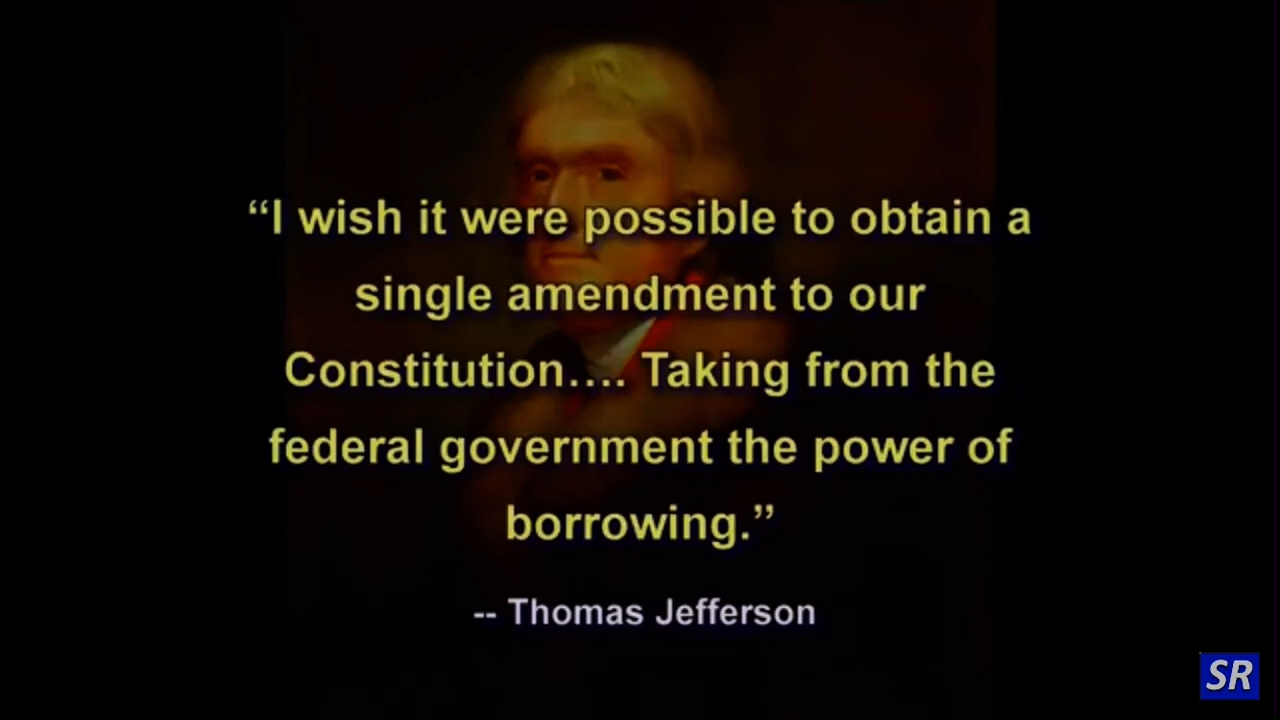 “I wish it were possible to obtain a
single amendment to our
Constitution…. Taking from the
federal government the power of
borrowing.”
-- Thomas Jefferson
SR